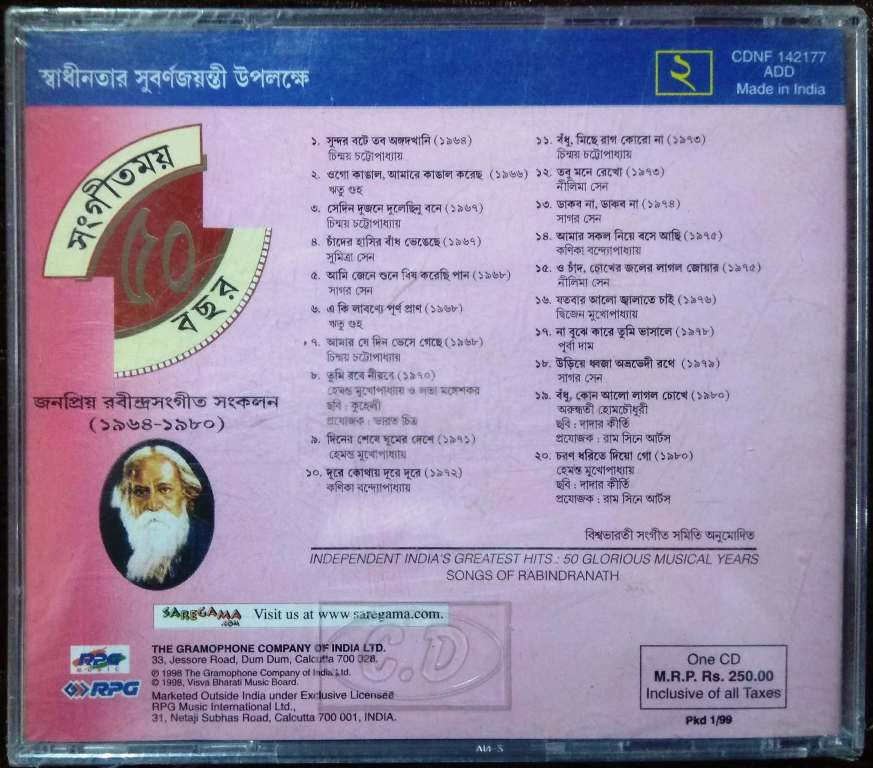 স্বাধীনতার সুবর্ণজয়ন্তী উপলক্ষে
২
CDNF 142177
ADD
Made in India
সংগীতময়
৫০
বছর
জনপ্রিয় রবীন্দ্রসংগীত সংকলন
(১৯৬৪-১৯৮০)
১. সুন্দর বটে তব অঙ্গদখানি (১৯৬৪)
চিন্ময় চট্টোপাধ্যায়
২. ওগো কাঙাল, আমারে কাঙাল করেছ (১৯৬৬)
ঋতু গুহ
৩. সেদিন দুজনে দুলেছিনু বনে (১৯৬৭)
চিন্ময় চট্টোপাধ্যায়
৪. চাঁদের হাসির বাঁধ ভেঙেছে (১৯৬৭)
সুমিত্রা সেন
৫. আমি জেনে শুনে বিষ করেছি পান (১৯৬৮)
সাগর সেন
৬. এ কি লাবণ্যে পূর্ণ প্রাণ (১৯৬৮)
ঋতু গুহ
৭. আমার যে দিন ভেসে গেছে (১৯৬৮)
চিন্ময় চট্টোপাধ্যায়
৮. তুমি রবে নীরবে (১৯৭০)
হেমন্ত মুখোপাধ্যায় ও লতা মঙ্গেশকর
ছবি : কুহেলী
প্রযোজক : ভারত চিত্র
৯. দিনের শেষে ঘুমের দেশে (১৯৭১)
হেমন্ত মুখোপাধ্যায়
১০. দূরে কোথায় দূরে দূরে (১৯৭২)
কণিকা বন্দ্যোপাধ্যায়
১১. বঁধু, মিছে রাগ কোরো না (১৯৭৩)
চিন্ময় চট্টোপাধ্যায়
১২. তবু মনে রেখো (১৯৭৩)
নীলিমা সেন
১৩. ডাকব না, ডাকব না (১৯৭৪)
সাগর সেন
১৪. আমার সকল নিয়ে বসে আছি (১৯৭৫)
কণিকা বন্দ্যোপাধ্যায়
১৫. ও চাঁদ, চোখের জলের লাগল জোয়ার (১৯৭৫)
নীলিমা সেন
১৬. যতবার আলো জ্বালাতে চাই (১৯৭৬)
দ্বিজেন মুখোপাধ্যায়
১৭. না বুঝে কারে তুমি ভাসালে (১৯৭৮)
পূর্বা দাম
১৮. উড়িয়ে ধ্বজা অভ্রভেদী রথে (১৯৭৯)
সাগর সেন
১৯. বঁধু, কোন আলো লাগল চোখে (১৯৮০)
অরুন্ধতী হোমচৌধুরী
ছবি : দাদার কীর্তি
প্রযোজক : রাম সিনে আর্টস
২০. চরণ ধরিতে দিয়ো গো (১৯৮০)
হেমন্ত মুখোপাধ্যায়
ছবি : দাদার কীর্তি
প্রযোজক : রাম সিনে আর্টস
বিশ্বভারতী সংগীত সমিতি অনুমোদিত
INDEPENDENT INDIA'S GREATEST HITS : 50 GLORIOUS MUSICAL YEARS
SONGS OF RABINDRANATH
SAREGAMA.COM Visit us at www.saregama.com.
C.D
RPG
MUSIC
RPG
THE GRAMOPHONE COMPANY OF INDIA LTD.
33, Jessore Road, Dum Dum, Calcutta 700 028.
℗ 1998 The Gramophone Company of India Ltd.
© 1998, Visva Bharati Music Board.
Marketed Outside India under Exclusive Licensee
RPG Music International Ltd.,
31, Netaji Subhas Road, Calcutta 700 001, INDIA.
One CD
M.R.P. Rs. 250.00
Inclusive of all Taxes
Pkd 1/99